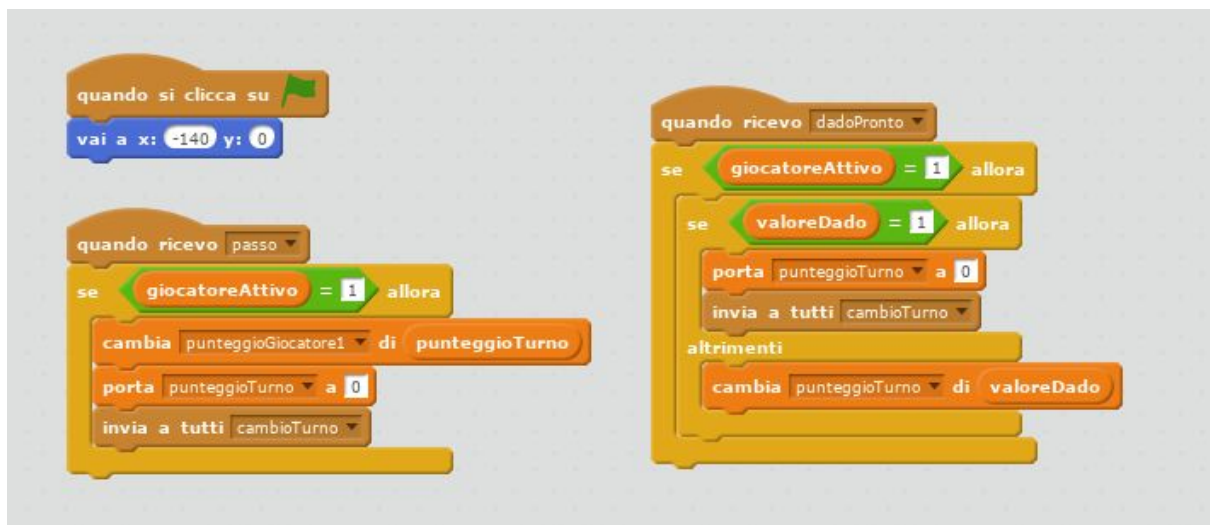 quando si clicca su
vai a x: -140 y: 0
quando ricevo passo
se giocatoreAttivo = 1 allora
cambia punteggioGiocatore1 di punteggioTurno
porta punteggioTurno a 0
invia a tutti cambioTurno
quando ricevo dadoPronto
se giocatoreAttivo = 1 allora
se valoreDado = 1 allora
porta punteggioTurno a 0
invia a tutti cambioTurno
altrimenti
cambia punteggioTurno di valoreDado